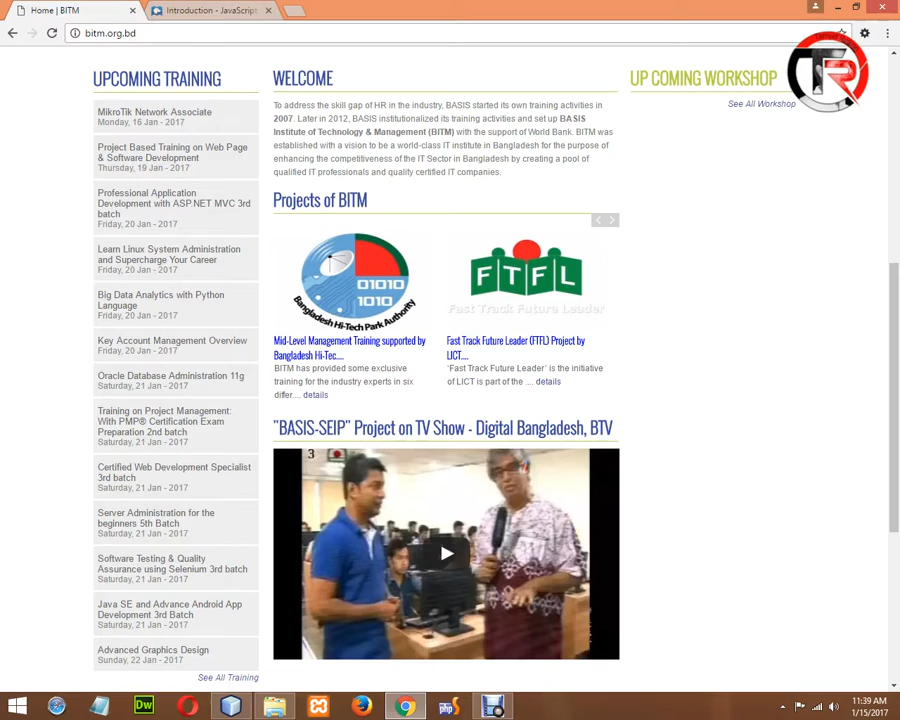 Home | BITM
Introduction - JavaScript
bitm.org.bd
UPCOMING TRAINING
MikroTik Network Associate
Monday, 16 Jan - 2017
Project Based Training on Web Page
& Software Development
Thursday, 19 Jan - 2017
Professional Application
Development with ASP.NET MVC 3rd
batch
Friday, 20 Jan - 2017
Learn Linux System Administration
and Supercharge Your Career
Friday, 20 Jan - 2017
Big Data Analytics with Python
Language
Friday, 20 Jan - 2017
Key Account Management Overview
Friday, 20 Jan - 2017
Oracle Database Administration 11g
Saturday, 21 Jan - 2017
Training on Project Management:
With PMP® Certification Exam
Preparation 2nd batch
Saturday, 21 Jan - 2017
Certified Web Development Specialist
3rd batch
Saturday, 21 Jan - 2017
Server Administration for the
beginners 5th Batch
Saturday, 21 Jan - 2017
Software Testing & Quality
Assurance using Selenium 3rd batch
Saturday, 21 Jan - 2017
Java SE and Advance Android App
Development 3rd Batch
Saturday, 21 Jan - 2017
Advanced Graphics Design
Sunday, 22 Jan - 2017
See All Training
WELCOME
To address the skill gap of HR in the industry, BASIS started its own training activities in
2007. Later in 2012, BASIS institutionalized its training activities and set up BASIS
Institute of Technology & Management (BITM) with the support of World Bank. BITM was
established with a vision to be a world-class IT institute in Bangladesh for the purpose of
enhancing the competitiveness of the IT Sector in Bangladesh by creating a pool of
qualified IT professionals and quality certified IT companies.
Projects of BITM
01010
1010
Bangladesh Hi-Tech Park Authority
Mid-Level Management Training supported by
Bangladesh Hi-Tec....
BITM has provided some exclusive
training for the industry experts in six
differ.... details
FTFL
Fast Track Future Leader
Fast Track Future Leader (FTFL) Project by
LICT....
'Fast Track Future Leader' is the initiative
of LICT is part of the .... details
"BASIS-SEIP" Project on TV Show - Digital Bangladesh, BTV
3
UP COMING WORKSHOP
See All Workshop
TR
Dw
php
11:39 AM
1/15/2017